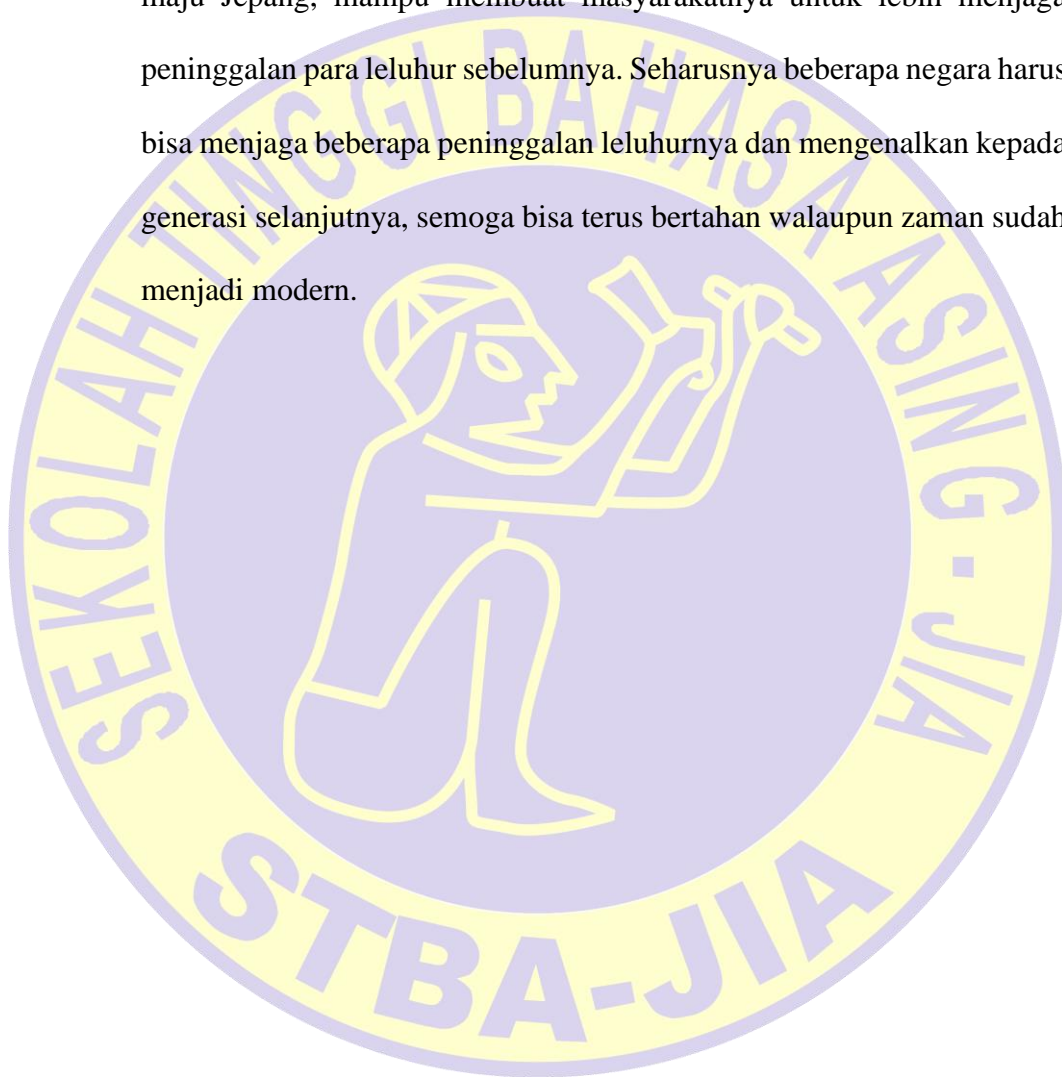 maju Jepang, mampu membuat masyarakatnya untuk lebih menjaga
peninggalan para leluhur sebelumnya. Seharusnya beberapa negara harus
bisa menjaga beberapa peninggalan leluhurnya dan mengenalkan kepada
generasi selanjutnya, semoga bisa terus bertahan walaupun zaman sudah
menjadi modern.
SEKOLAH TINGGI BAHASA ASING - JIA
STBA-JIA